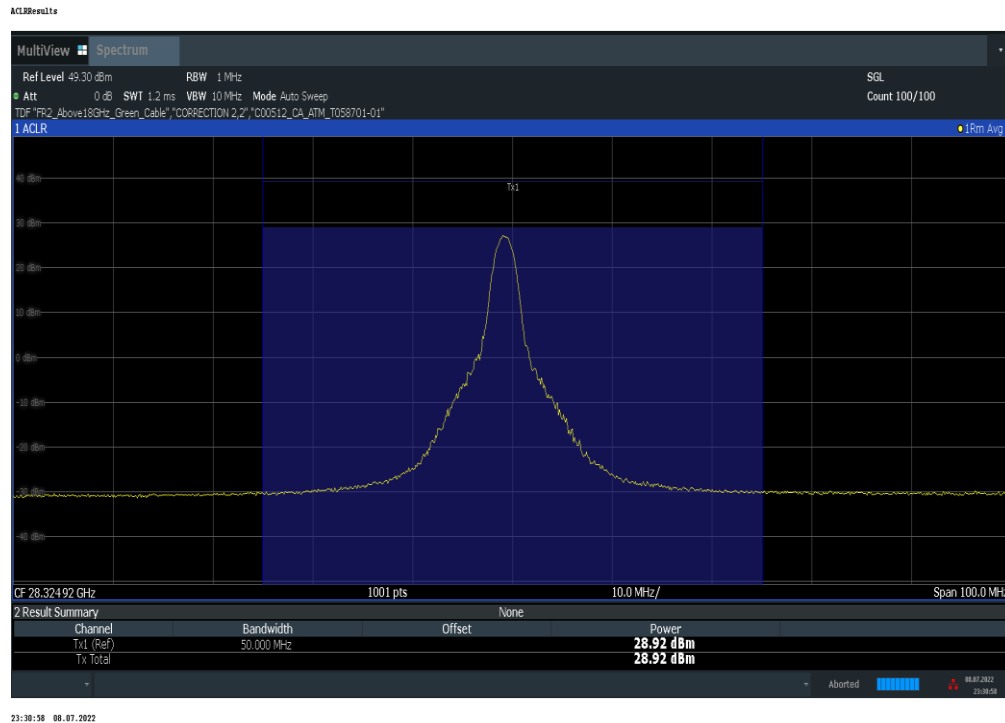 ACLRResults
MultiView Spectrum
Ref Level 49.30 dBm RBW 1 MHz SGL
Att 0 dB SWT 1.2 ms VBW 10 MHz Mode Auto Sweep Count 100/100
TDF "FR2_Above18GHz_Green_Cable","CORRECTION 2,2","C00512_CA_ATM_T058701-01"
1 ACLR 1Rm Avg
40 dBm
Tx1
30 dBm
20 dBm
10 dBm
0 dBm
-10 dBm
-20 dBm
-30 dBm
-40 dBm
CF 28.324 92 GHz 1001 pts 10.0 MHz/ Span 100.0 MHz
2 Result Summary None
Channel Bandwidth Offset Power
Tx1 (Ref) 50.000 MHz 28.92 dBm
Tx Total 28.92 dBm
Aborted 08.07.2022
23:30:58
23:30:58 08.07.2022